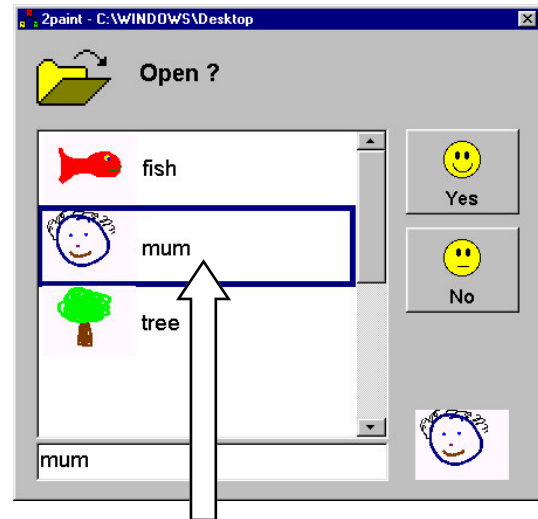 2paint - C:\WINDOWS\Desktop
Open ?
fish
Yes
mum
No
tree
mum